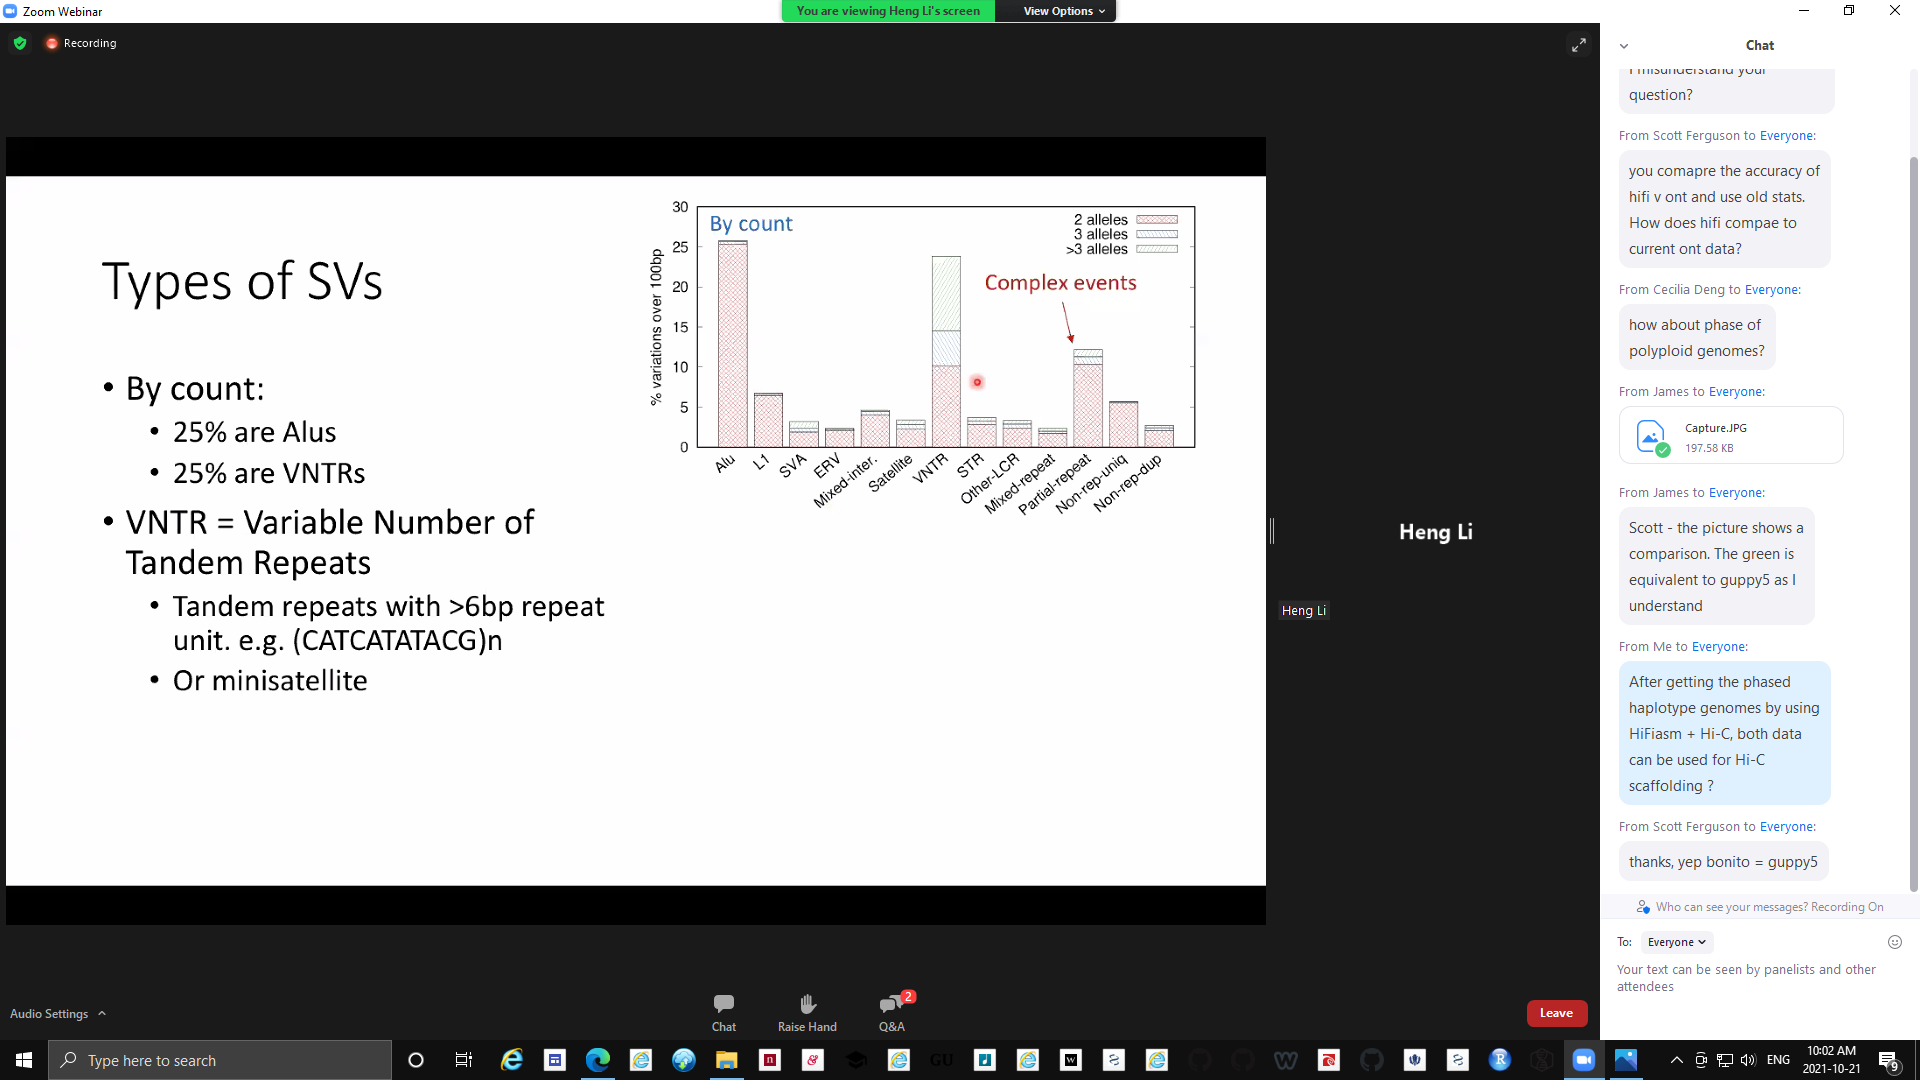 Zoom Webinar
You are viewing Heng Li's screen
View Options
Recording
Types of SVs
• By count:
• 25% are Alus
• 25% are VNTRs
• VNTR = Variable Number of
Tandem Repeats
• Tandem repeats with >6bp repeat
unit. e.g. (CATCATATACG)n
• Or minisatellite
By count
2 alleles
3 alleles
>3 alleles
Complex events
% variations over 100bp
30
25
20
15
10
5
0
Alu
L1
SVA
ERV
Mixed-inter.
Satellite
VNTR
STR
Other-LCR
Mixed-repeat
Partial-repeat
Non-rep-uniq
Non-rep-dup
Heng Li
Heng Li
Chat
I misunderstand your
question?
From Scott Ferguson to Everyone:
you comapre the accuracy of
hifi v ont and use old stats.
How does hifi compae to
current ont data?
From Cecilia Deng to Everyone:
how about phase of
polyploid genomes?
From James to Everyone:
Capture.JPG
197.58 KB
From James to Everyone:
Scott - the picture shows a
comparison. The green is
equivalent to guppy5 as I
understand
From Me to Everyone:
After getting the phased
haplotype genomes by using
HiFiasm + Hi-C, both data
can be used for Hi-C
scaffolding ?
From Scott Ferguson to Everyone:
thanks, yep bonito = guppy5
Who can see your messages? Recording On
To: Everyone
Your text can be seen by panelists and other
attendees
Audio Settings
Chat
Raise Hand
2
Q&A
Leave
Type here to search
GU
ENG
10:02 AM
2021-10-21
9